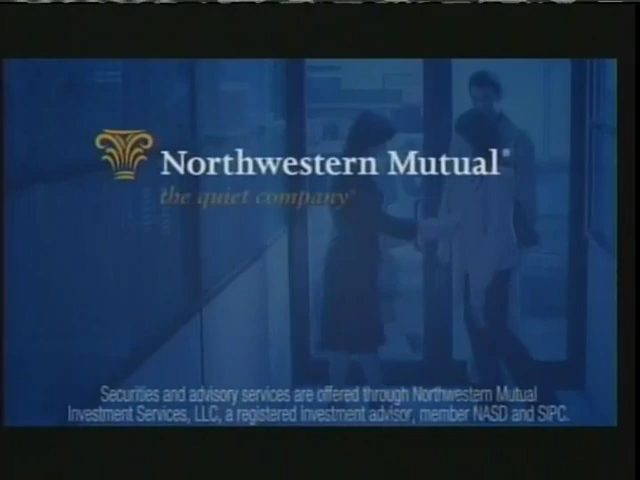 Northwestern Mutual®
the quiet company®
Securities and advisory services are offered through Northwestern Mutual
Investment Services, LLC, a registered investment advisor, member NASD and SIPC.